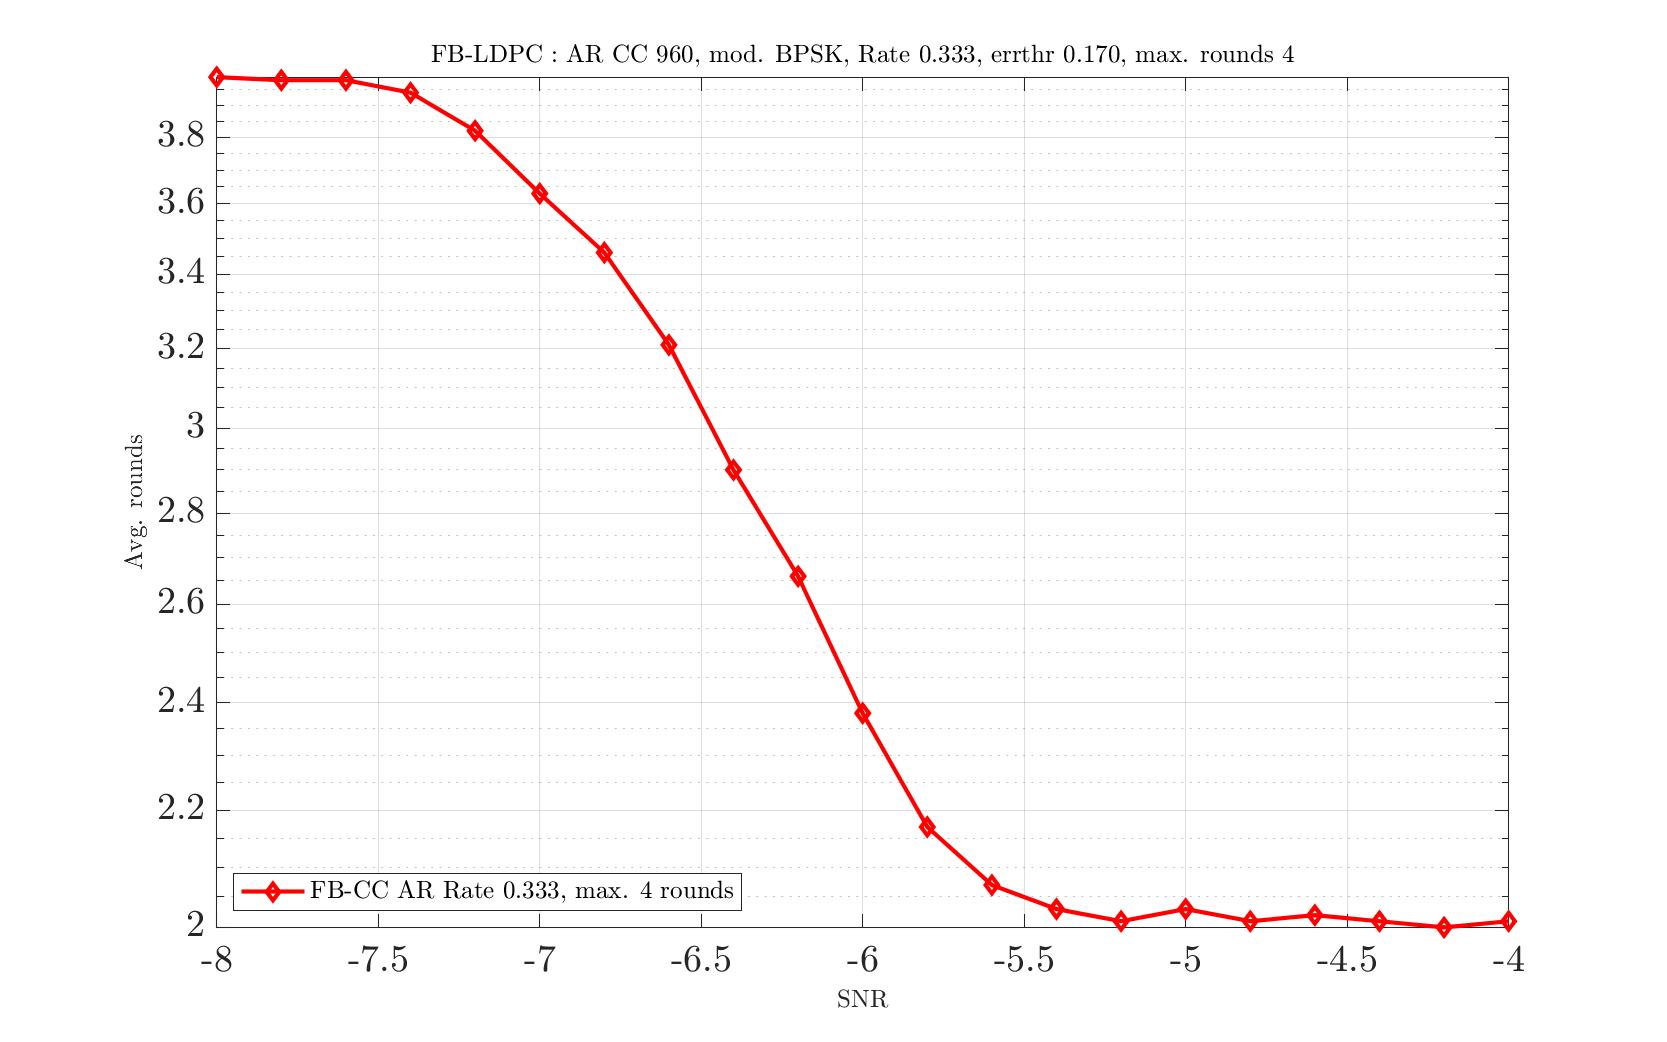 FB-LDPC : AR CC 960, mod. BPSK, Rate 0.333, errthr 0.170, max. rounds 4
3.8
3.6
3.4
3.2
3
2.8
2.6
2.4
2.2
2
Avg. rounds
FB-CC AR Rate 0.333, max. 4 rounds
-8 -7.5 -7 -6.5 -6 -5.5 -5 -4.5 -4
SNR